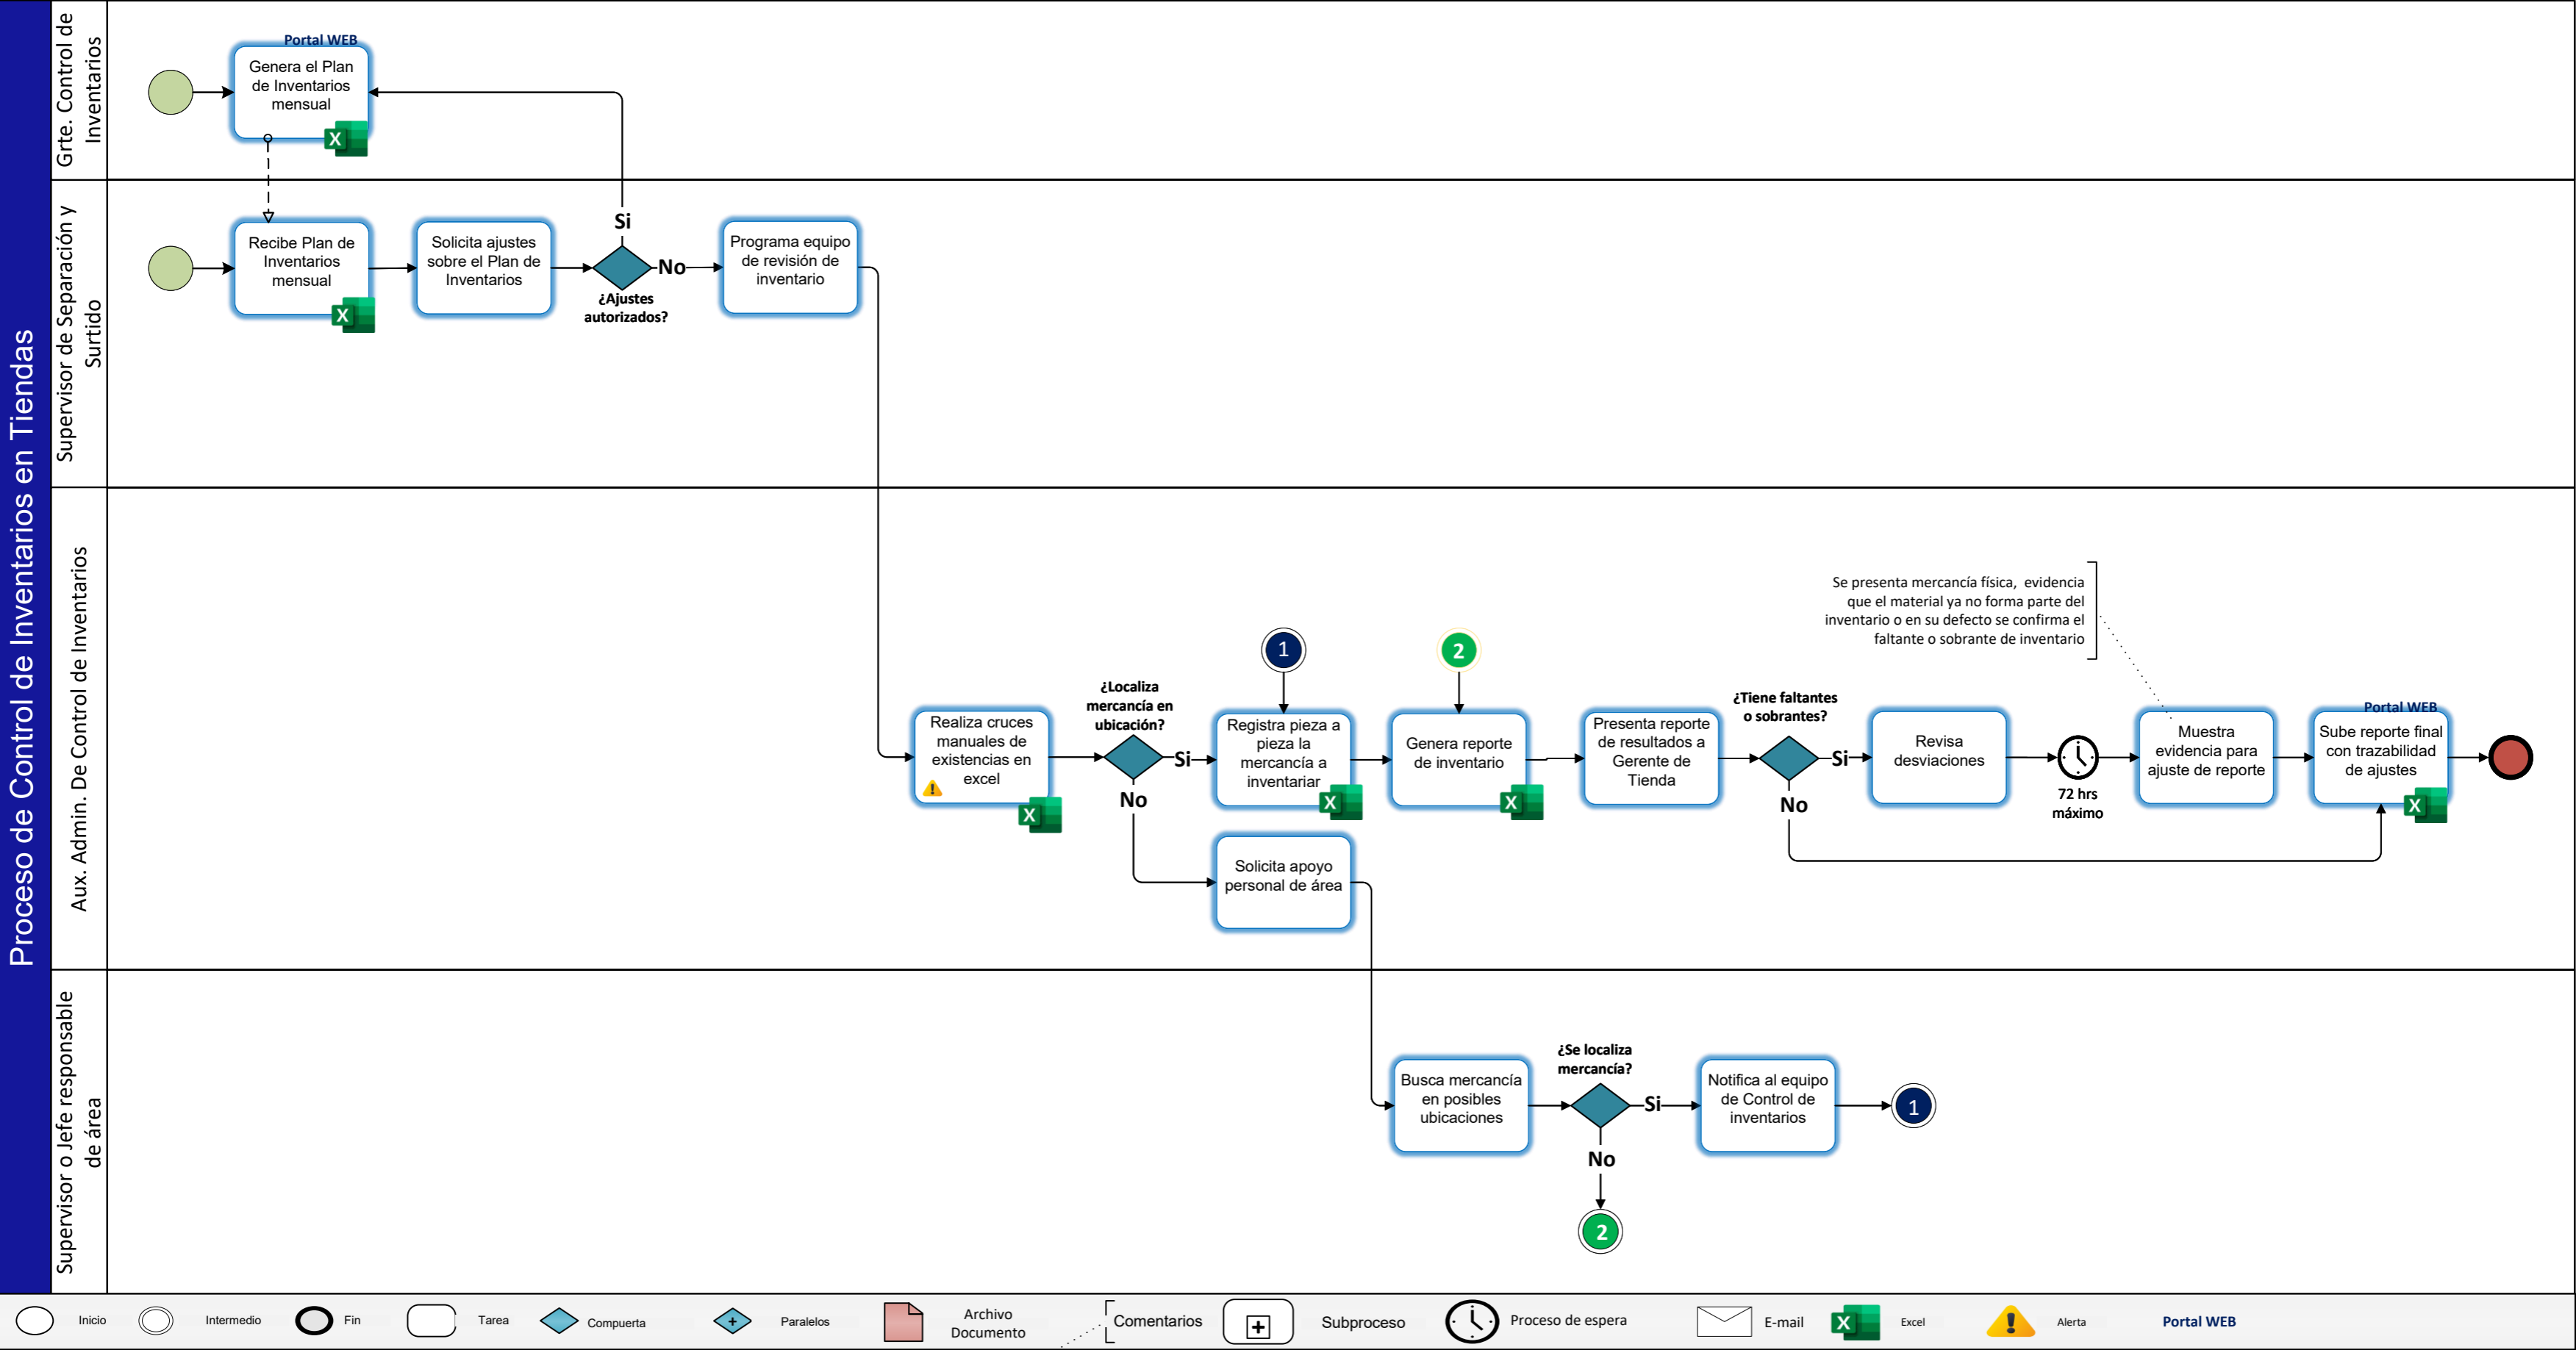 Proceso de Control de Inventarios en Tiendas
Grte. Control de
Inventarios
Portal WEB
Genera el Plan
de Inventarios
mensual
Supervisor de Separación y
Surtido
Recibe Plan de
Inventarios
mensual
Solicita ajustes
sobre el Plan de
Inventarios
Si
No
¿Ajustes
autorizados?
Programa equipo
de revisión de
inventario
Aux. Admin. De Control de Inventarios
Realiza cruces
manuales de
existencias en
excel
¿Localiza
mercancía en
ubicación?
Si
No
1
Registra pieza a
pieza la
mercancía a
inventariar
2
Genera reporte
de inventario
Presenta reporte
de resultados a
Gerente de
Tienda
¿Tiene faltantes
o sobrantes?
Si
No
Revisa
desviaciones
72 hrs
máximo
Se presenta mercancía física, evidencia
que el material ya no forma parte del
inventario o en su defecto se confirma el
faltante o sobrante de inventario
Muestra
evidencia para
ajuste de reporte
Portal WEB
Sube reporte final
con trazabilidad
de ajustes
Solicita apoyo
personal de área
Supervisor o Jefe responsable
de área
Busca mercancía
en posibles
ubicaciones
¿Se localiza
mercancía?
Si
No
2
Notifica al equipo
de Control de
inventarios
1
Inicio
Intermedio
Fin
Tarea
Compuerta
Paralelos
Archivo
Documento
Comentarios
Subproceso
Proceso de espera
E-mail
Excel
Alerta
Portal WEB